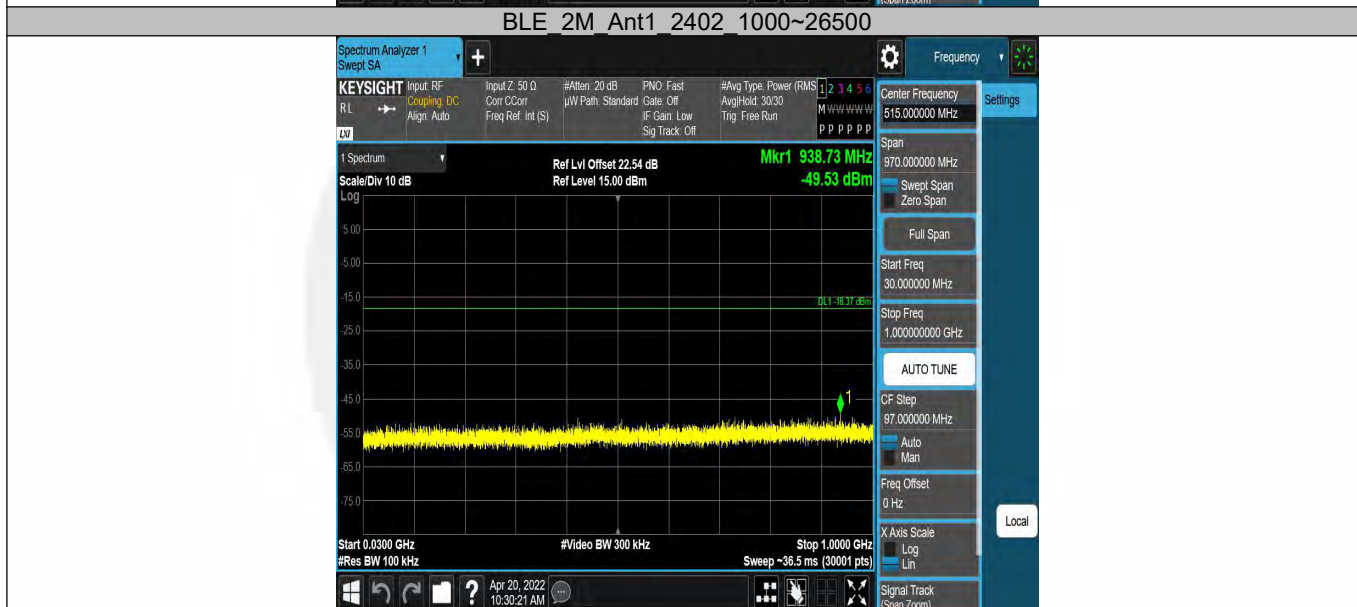 (Span Zoom)
BLE_2M_Ant1_2402_1000~26500
Spectrum Analyzer 1
Swept SA
+
Frequency
KEYSIGHT
RL
LXI
Input: RF
Coupling: DC
Align: Auto
Input Z: 50 Ω
Corr CCorr
Freq Ref: Int (S)
#Atten: 20 dB
µW Path: Standard
PNO: Fast
Gate: Off
IF Gain: Low
Sig Track: Off
#Avg Type: Power (RMS
Avg|Hold: 30/30
Trig: Free Run
1 2 3 4 5 6
M W W W W W
P P P P P P
1 Spectrum
Scale/Div 10 dB
Ref Lvl Offset 22.54 dB
Ref Level 15.00 dBm
Mkr1 938.73 MHz
-49.53 dBm
Log
5.00
-5.00
-15.0
DL1 -18.37 dBm
-25.0
-35.0
-45.0
1
-55.0
-65.0
-75.0
Start 0.0300 GHz
#Video BW 300 kHz
Stop 1.0000 GHz
#Res BW 100 kHz
Sweep ~36.5 ms (30001 pts)
?
Apr 20, 2022
10:30:21 AM
Center Frequency
515.000000 MHz
Settings
Span
970.000000 MHz
Swept Span
Zero Span
Full Span
Start Freq
30.000000 MHz
Stop Freq
1.000000000 GHz
AUTO TUNE
CF Step
97.000000 MHz
Auto
Man
Freq Offset
0 Hz
X Axis Scale
Log
Lin
Local
Signal Track
(Span Zoom)